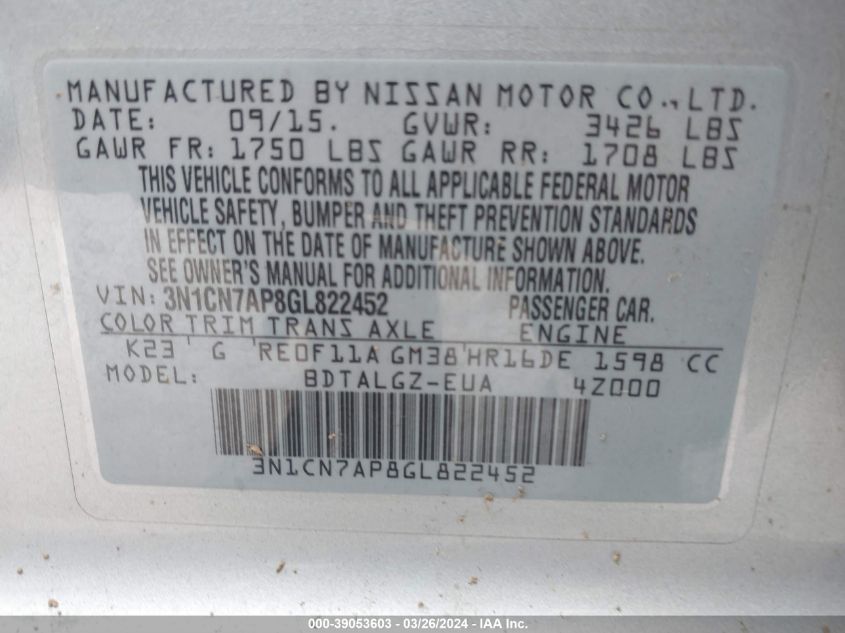 MANUFACTURED BY NISSAN MOTOR CO., LTD.
DATE: 09/15. GVWR: 3426 LBS
GAWR FR: 1750 LBS GAWR RR: 1708 LBS
THIS VEHICLE CONFORMS TO ALL APPLICABLE FEDERAL MOTOR
VEHICLE SAFETY, BUMPER AND THEFT PREVENTION STANDARDS
IN EFFECT ON THE DATE OF MANUFACTURE SHOWN ABOVE.
SEE OWNER'S MANUAL FOR ADDITIONAL INFORMATION.
VIN: 3N1CN7AP8GL822452 PASSENGER CAR.
COLOR TRIM TRANS AXLE ENGINE
K23 G RE0F11A GM38 HR16DE 1598 CC
MODEL: BDTALGZ-EUA 4Z000
3N1CN7AP8GL822452
000-39053603 - 03/26/2024 - IAA Inc.